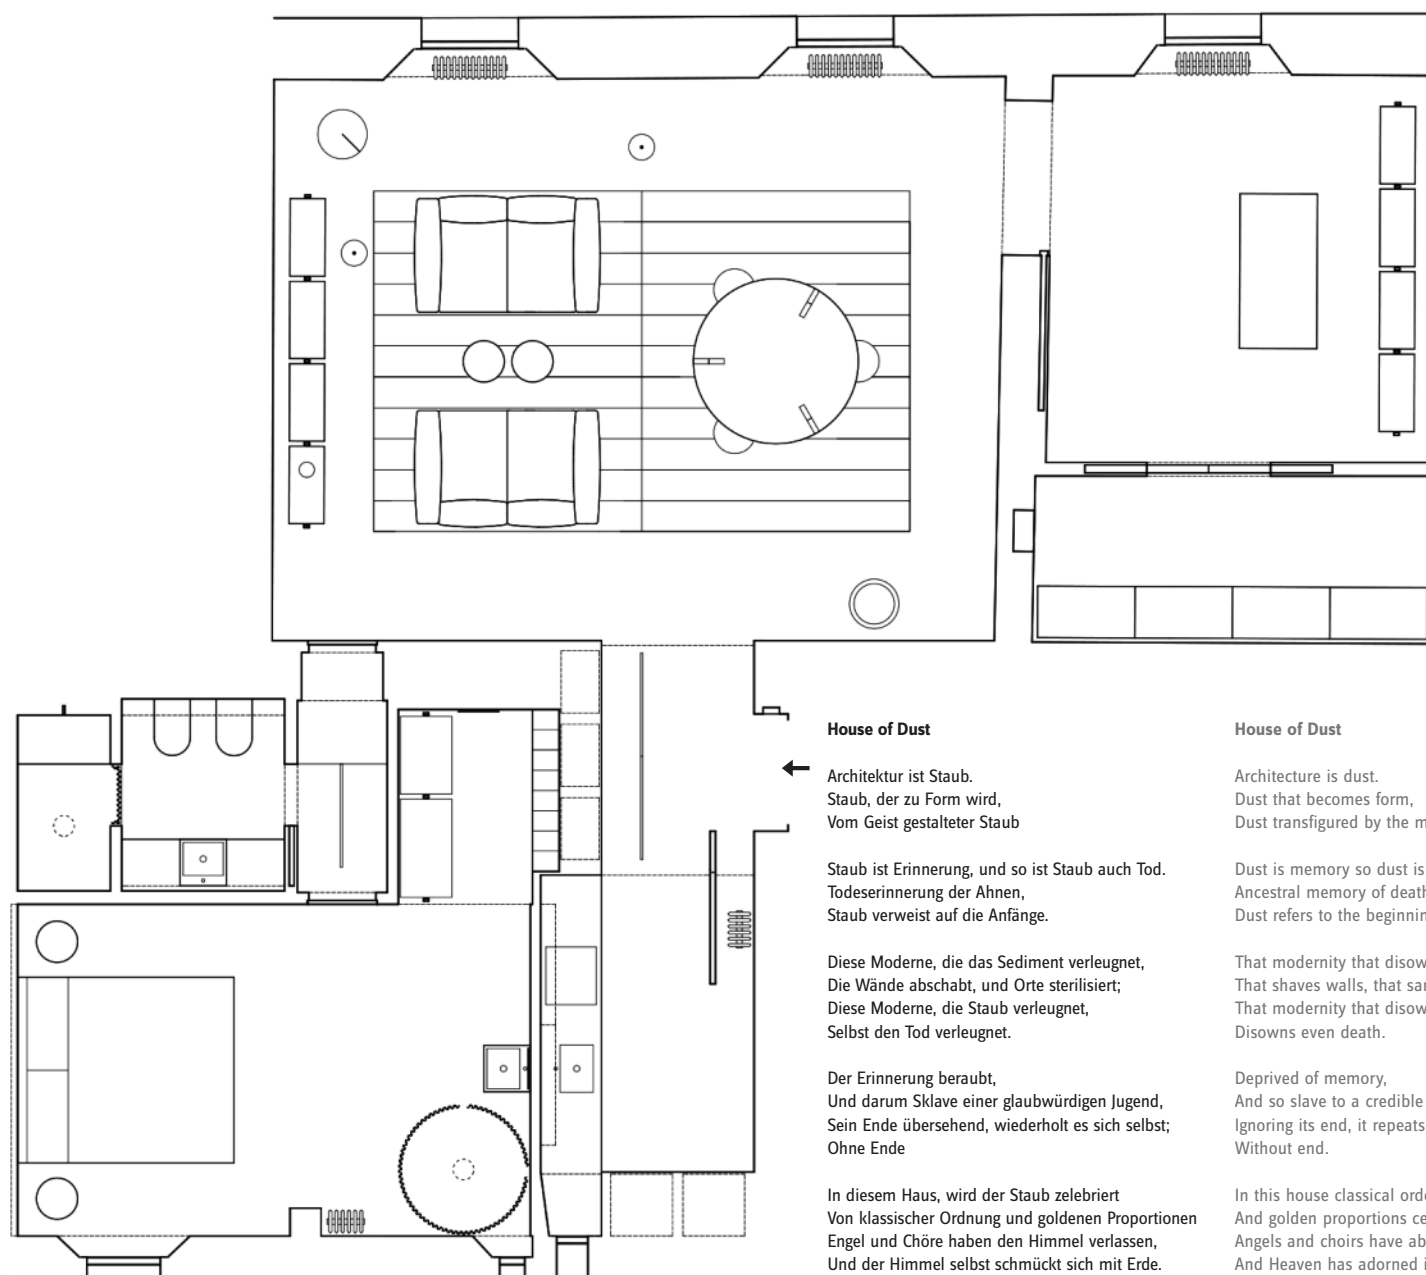 House of Dust
Architektur ist Staub.
Staub, der zu Form wird,
Vom Geist gestalteter Staub
Staub ist Erinnerung, und so ist Staub auch Tod.
Todeserinnerung der Ahnen,
Staub verweist auf die Anfänge.
Diese Moderne, die das Sediment verleugnet,
Die Wände abschabt, und Orte sterilisiert;
Diese Moderne, die Staub verleugnet,
Selbst den Tod verleugnet.
Der Erinnerung beraubt,
Und darum Sklave einer glaubwürdigen Jugend,
Sein Ende übersehend, wiederholt es sich selbst;
Ohne Ende
In diesem Haus, wird der Staub zelebriert
Von klassischer Ordnung und goldenen Proportionen
Engel und Chöre haben den Himmel verlassen,
Und der Himmel selbst schmückt sich mit Erde.
House of Dust
Architecture is dust.
Dust that becomes form,
Dust transfigured by the
Dust is memory so dust is
Ancestral memory of
Dust refers to the
That modernity that
That shaves walls, that
That modernity that
Disowns even death.
Deprived of memory,
And so slave to a credible
Ignoring its end, it repeats
Without end.
In this house classical
And golden proportions
Angels and choirs have
And Heaven has adorned